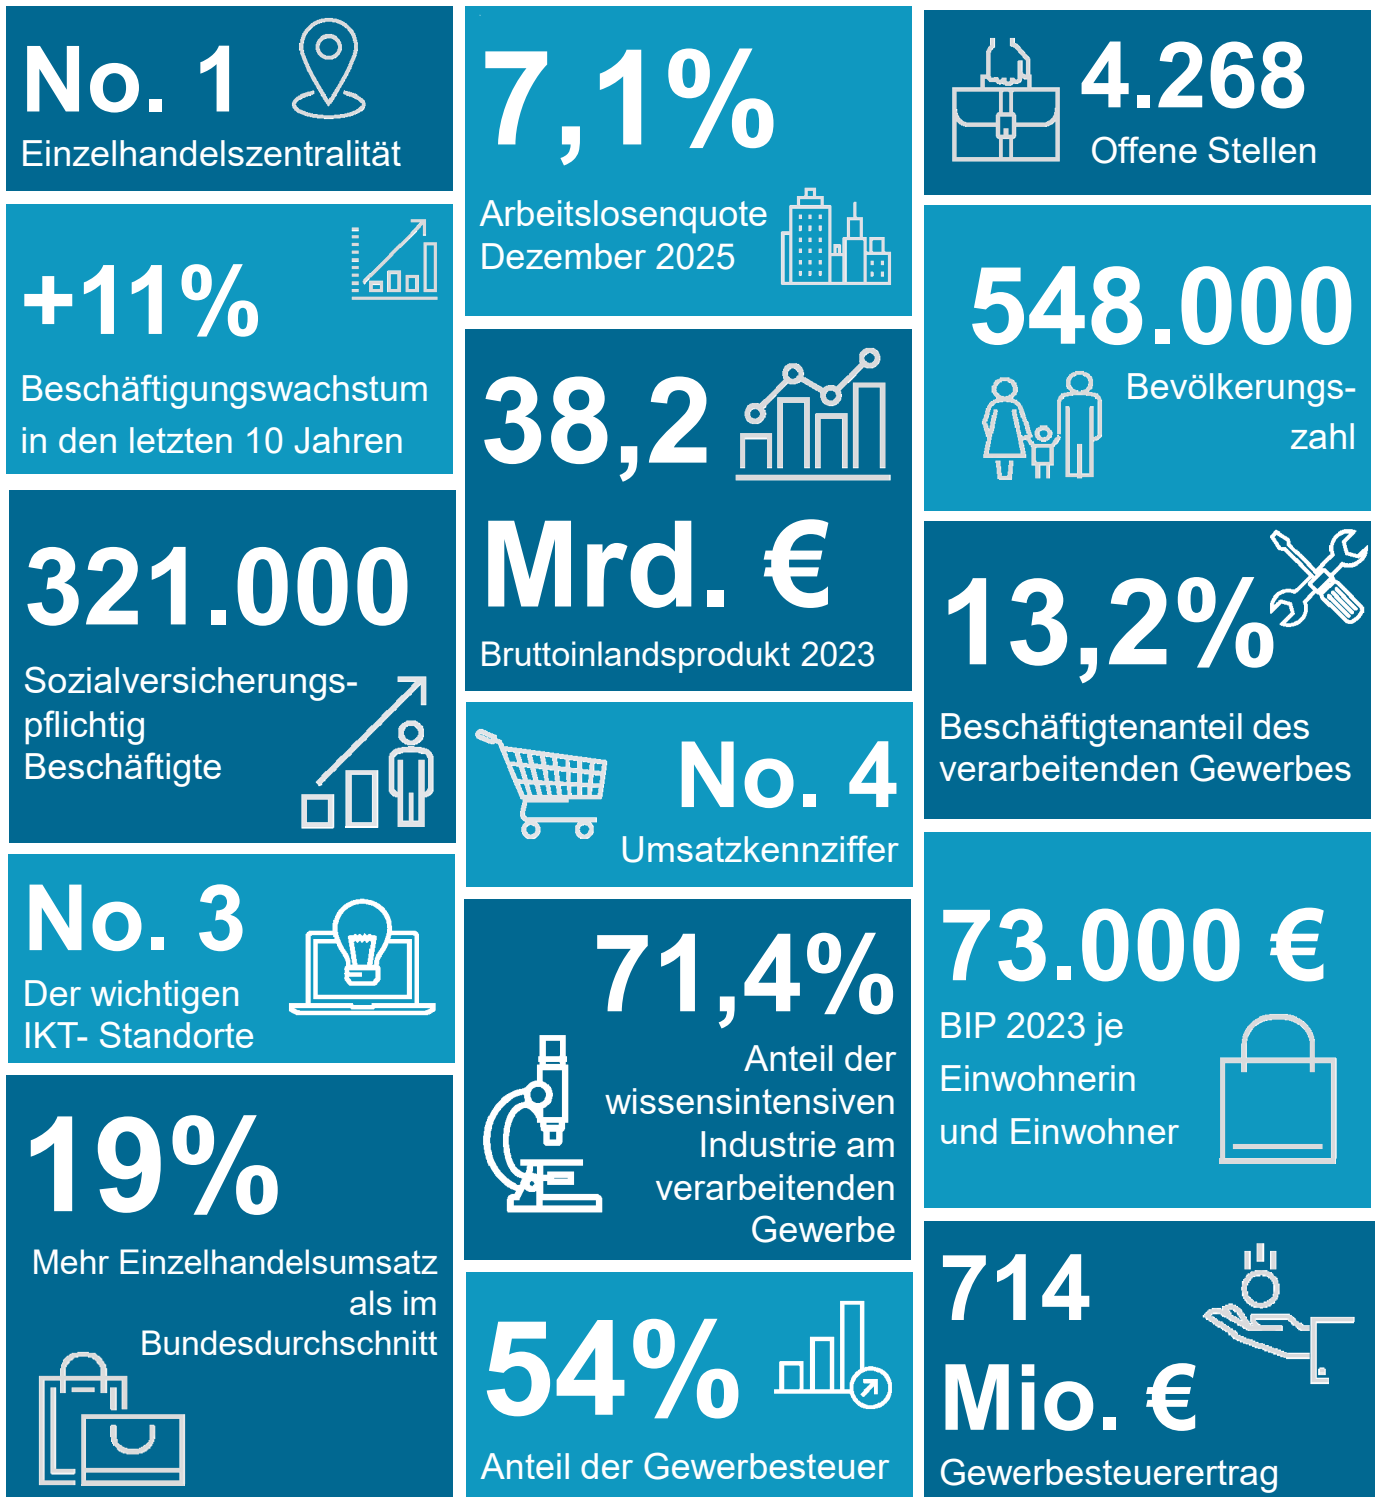 No. 1
Einzelhandelszentralität
+11%
Beschäftigungswachstum
in den letzten 10 Jahren
321.000
Sozialversicherungs-
pflichtig
Beschäftigte
No. 3
Der wichtigen
IKT- Standorte
19%
Mehr Einzelhandelsumsatz
als im
Bundesdurchschnitt
7,1%
Arbeitslosenquote
Dezember 2025
38,2
Mrd. €
Bruttoinlandsprodukt 2023
No. 4
Umsatzkennziffer
71,4%
Anteil der
wissensintensiven
Industrie am
verarbeitenden
Gewerbe
54%
Anteil der Gewerbesteuer
4.268
Offene Stellen
548.000
Bevölkerungs-
zahl
13,2%
Beschäftigtenanteil des
verarbeitenden Gewerbes
73.000 €
BIP 2023 je
Einwohnerin
und Einwohner
714
Mio. €
Gewerbesteuerertrag